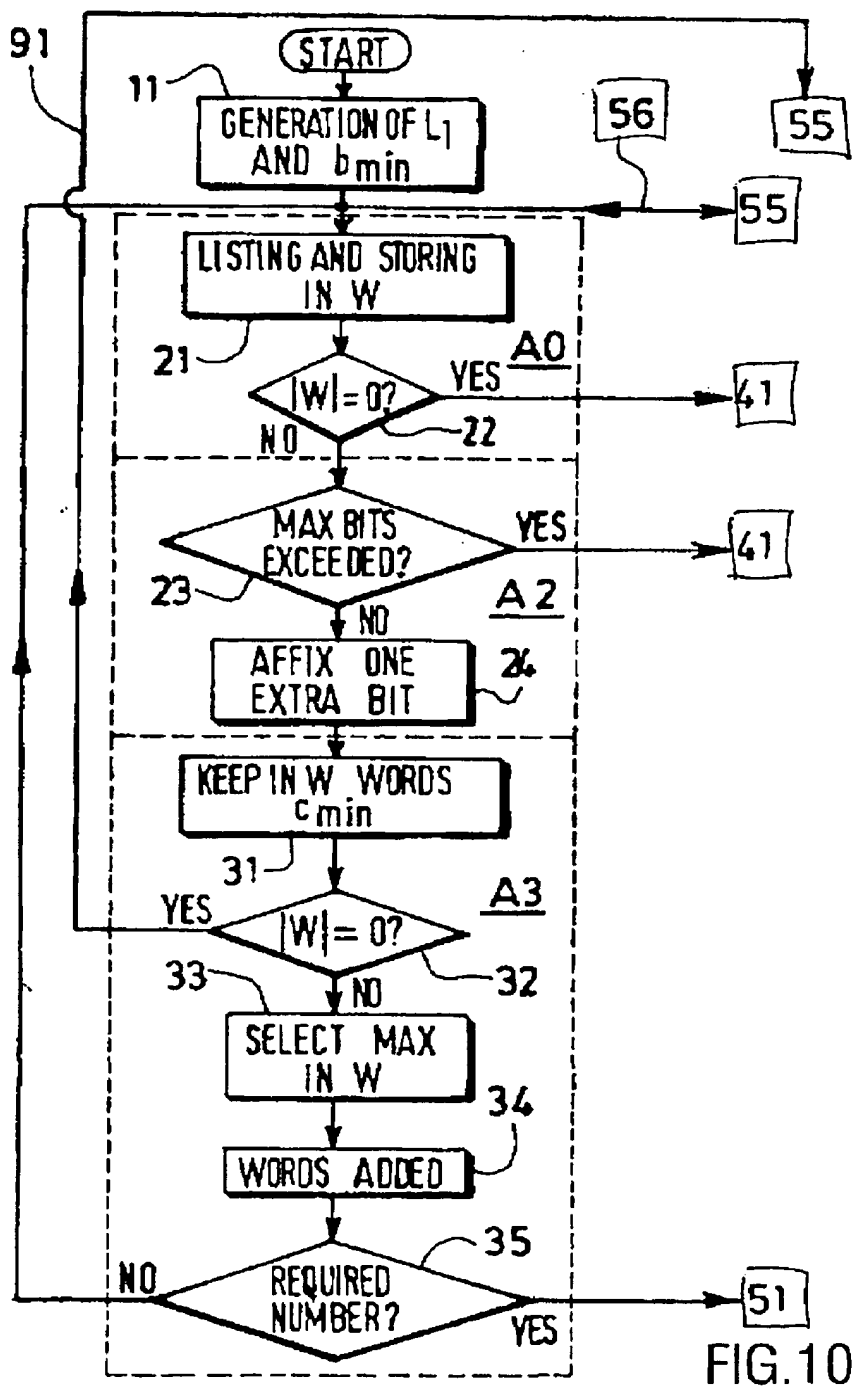 91
START
11
GENERATION OF L1
AND bmin
56
55
55
LISTING AND STORING
IN W
21
A0
|W|=0?
YES
41
22
NO
MAX BITS
EXCEEDED?
YES
41
23
A2
NO
AFFIX ONE
EXTRA BIT
24
KEEP IN W WORDS
cmin
31
A3
YES
|W|=0?
32
33
NO
SELECT MAX
IN W
34
WORDS ADDED
35
NO
REQUIRED
NUMBER?
YES
51
FIG.10